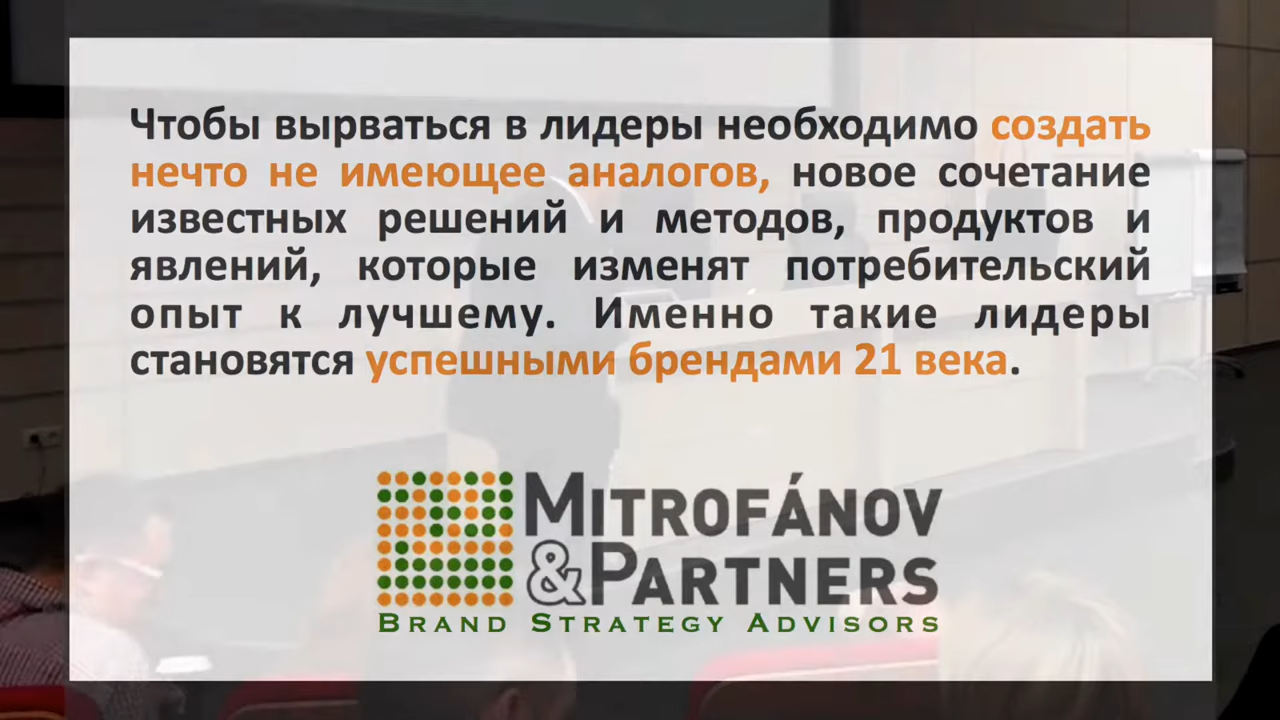 Чтобы вырваться в лидеры необходимо создать
нечто не имеющее аналогов, новое сочетание
известных решений и методов, продуктов и
явлений, которые изменят потребительский
опыт к лучшему. Именно такие лидеры
становятся успешными брендами 21 века.
MITROFÁNOV
&PARTNERS
BRAND STRATEGY ADVISORS